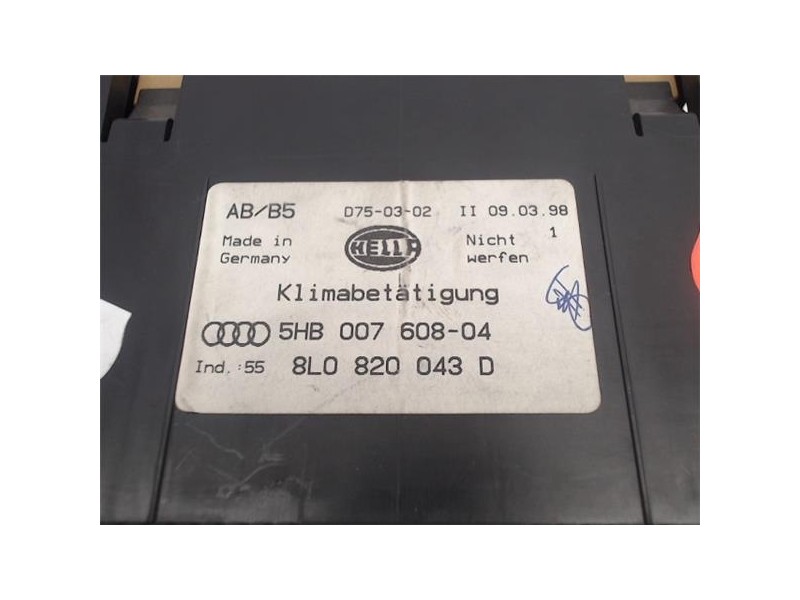 AB/B5 D75-03-02 II 09.03.98
Made in Germany HELLA Nicht werfen 1
Klimabetätigung
5HB 007 608-04
Ind.:55 8L0 820 043 D